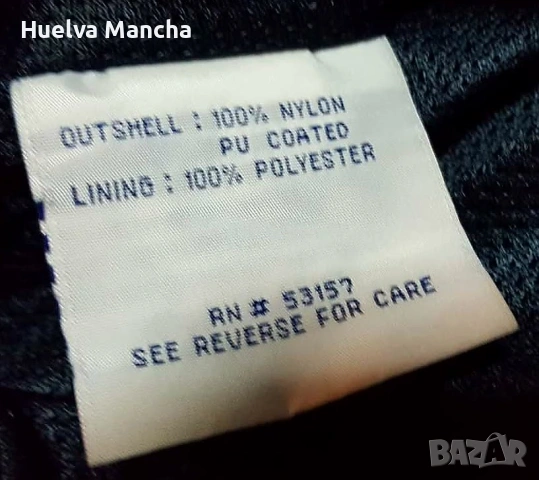 Huelva Mancha
OUTSHELL : 100% NYLON
PU COATED
LINING : 100% POLYESTER
RN # 53157
SEE REVERSE FOR CARE
BAZAR